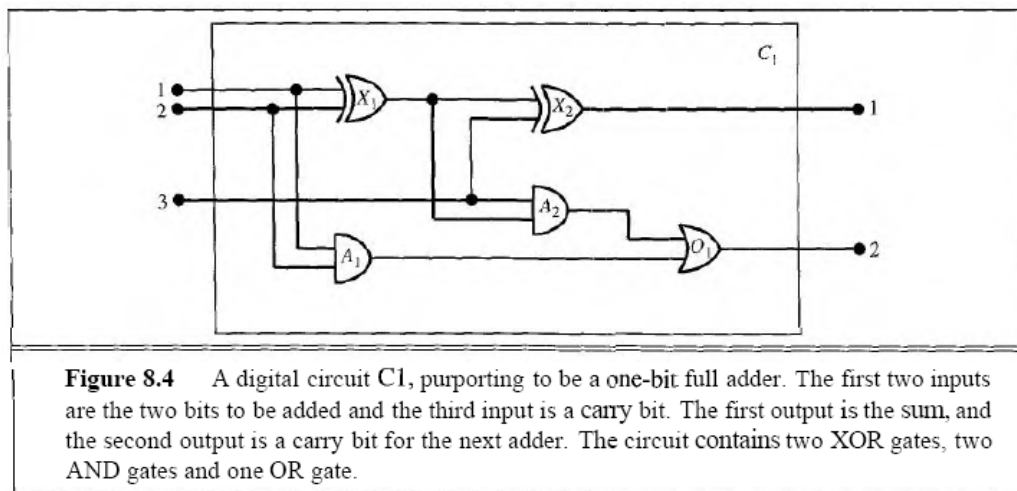 C₁
1
X₁
X₂
1
2
3
A₂
A₁
O₁
2
Figure 8.4 A digital circuit C1, purporting to be a one-bit full adder. The first two inputs
are the two bits to be added and the third input is a carry bit. The first output is the sum, and
the second output is a carry bit for the next adder. The circuit contains two XOR gates, two
AND gates and one OR gate.